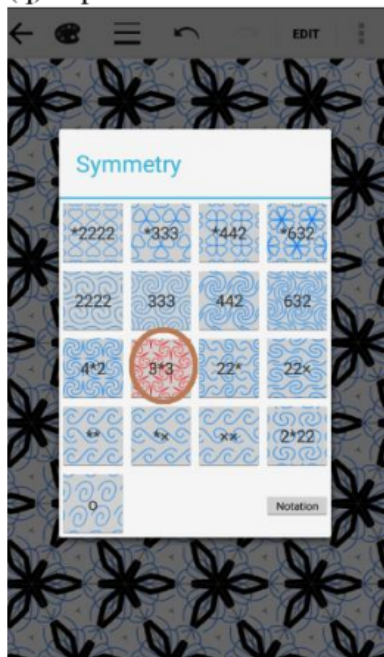 EDIT
Symmetry
*2222 *333 *442 *632
2222 333 442 632
4*2 3*3 22* 22×
** *× ×× 2*22
O
Notation